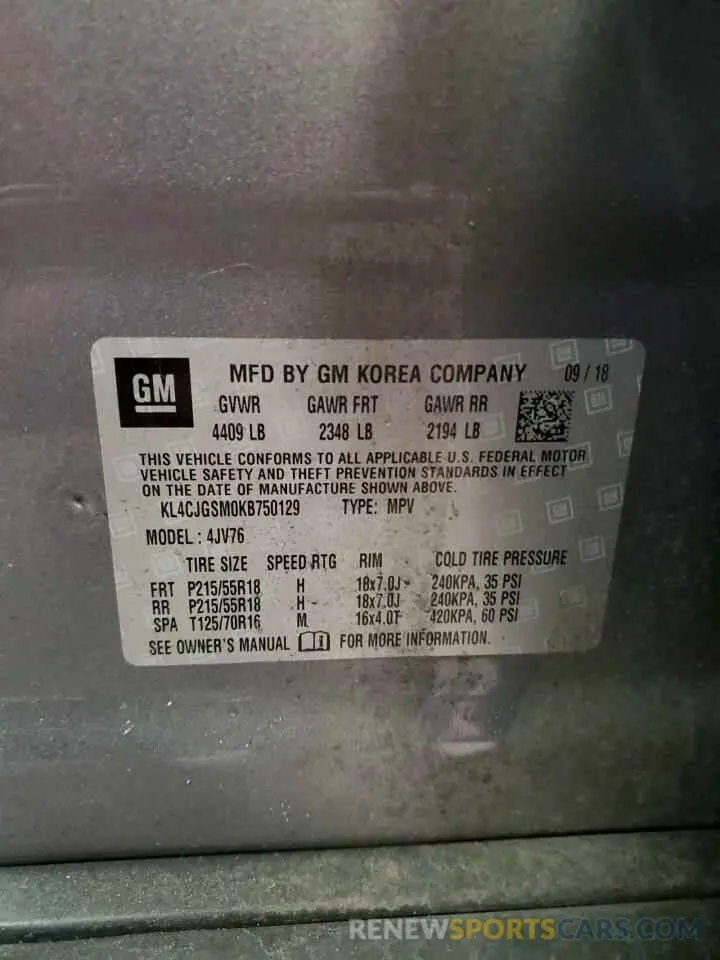 GM
MFD BY GM KOREA COMPANY 09 / 18
GVWR GAWR FRT GAWR RR
4409 LB 2348 LB 2194 LB
THIS VEHICLE CONFORMS TO ALL APPLICABLE U.S. FEDERAL MOTOR
VEHICLE SAFETY AND THEFT PREVENTION STANDARDS IN EFFECT
ON THE DATE OF MANUFACTURE SHOWN ABOVE.
KL4CJGSM0KB750129 TYPE: MPV
MODEL : 4JV76
TIRE SIZE SPEED RTG RIM COLD TIRE PRESSURE
FRT P215/55R18 H 18x7.0J 240KPA, 35 PSI
RR P215/55R18 H 18x7.0J 240KPA, 35 PSI
SPA T125/70R16 M 16x4.0T 420KPA, 60 PSI
SEE OWNER'S MANUAL FOR MORE INFORMATION.
RENEWSPORTSCARS.COM